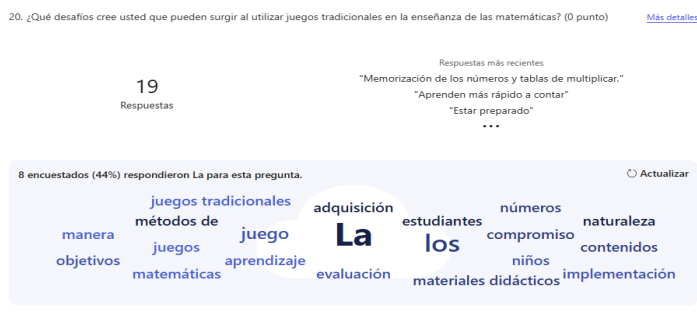 20. ¿Qué desafíos cree usted que pueden surgir al utilizar juegos tradicionales en la enseñanza de las matemáticas? (0 punto)
Más detalles
19
Respuestas
Respuestas más recientes
"Memorización de los números y tablas de multiplicar."
"Aprenden más rápido a contar"
"Estar preparado"
...
8 encuestados (44%) respondieron La para esta pregunta.
Actualizar
juegos tradicionales
adquisición
números
métodos de
estudiantes
naturaleza
manera
juego
La
los
compromiso
juegos
contenidos
objetivos
aprendizaje
niños
matemáticas
evaluación
materiales didácticos
implementación